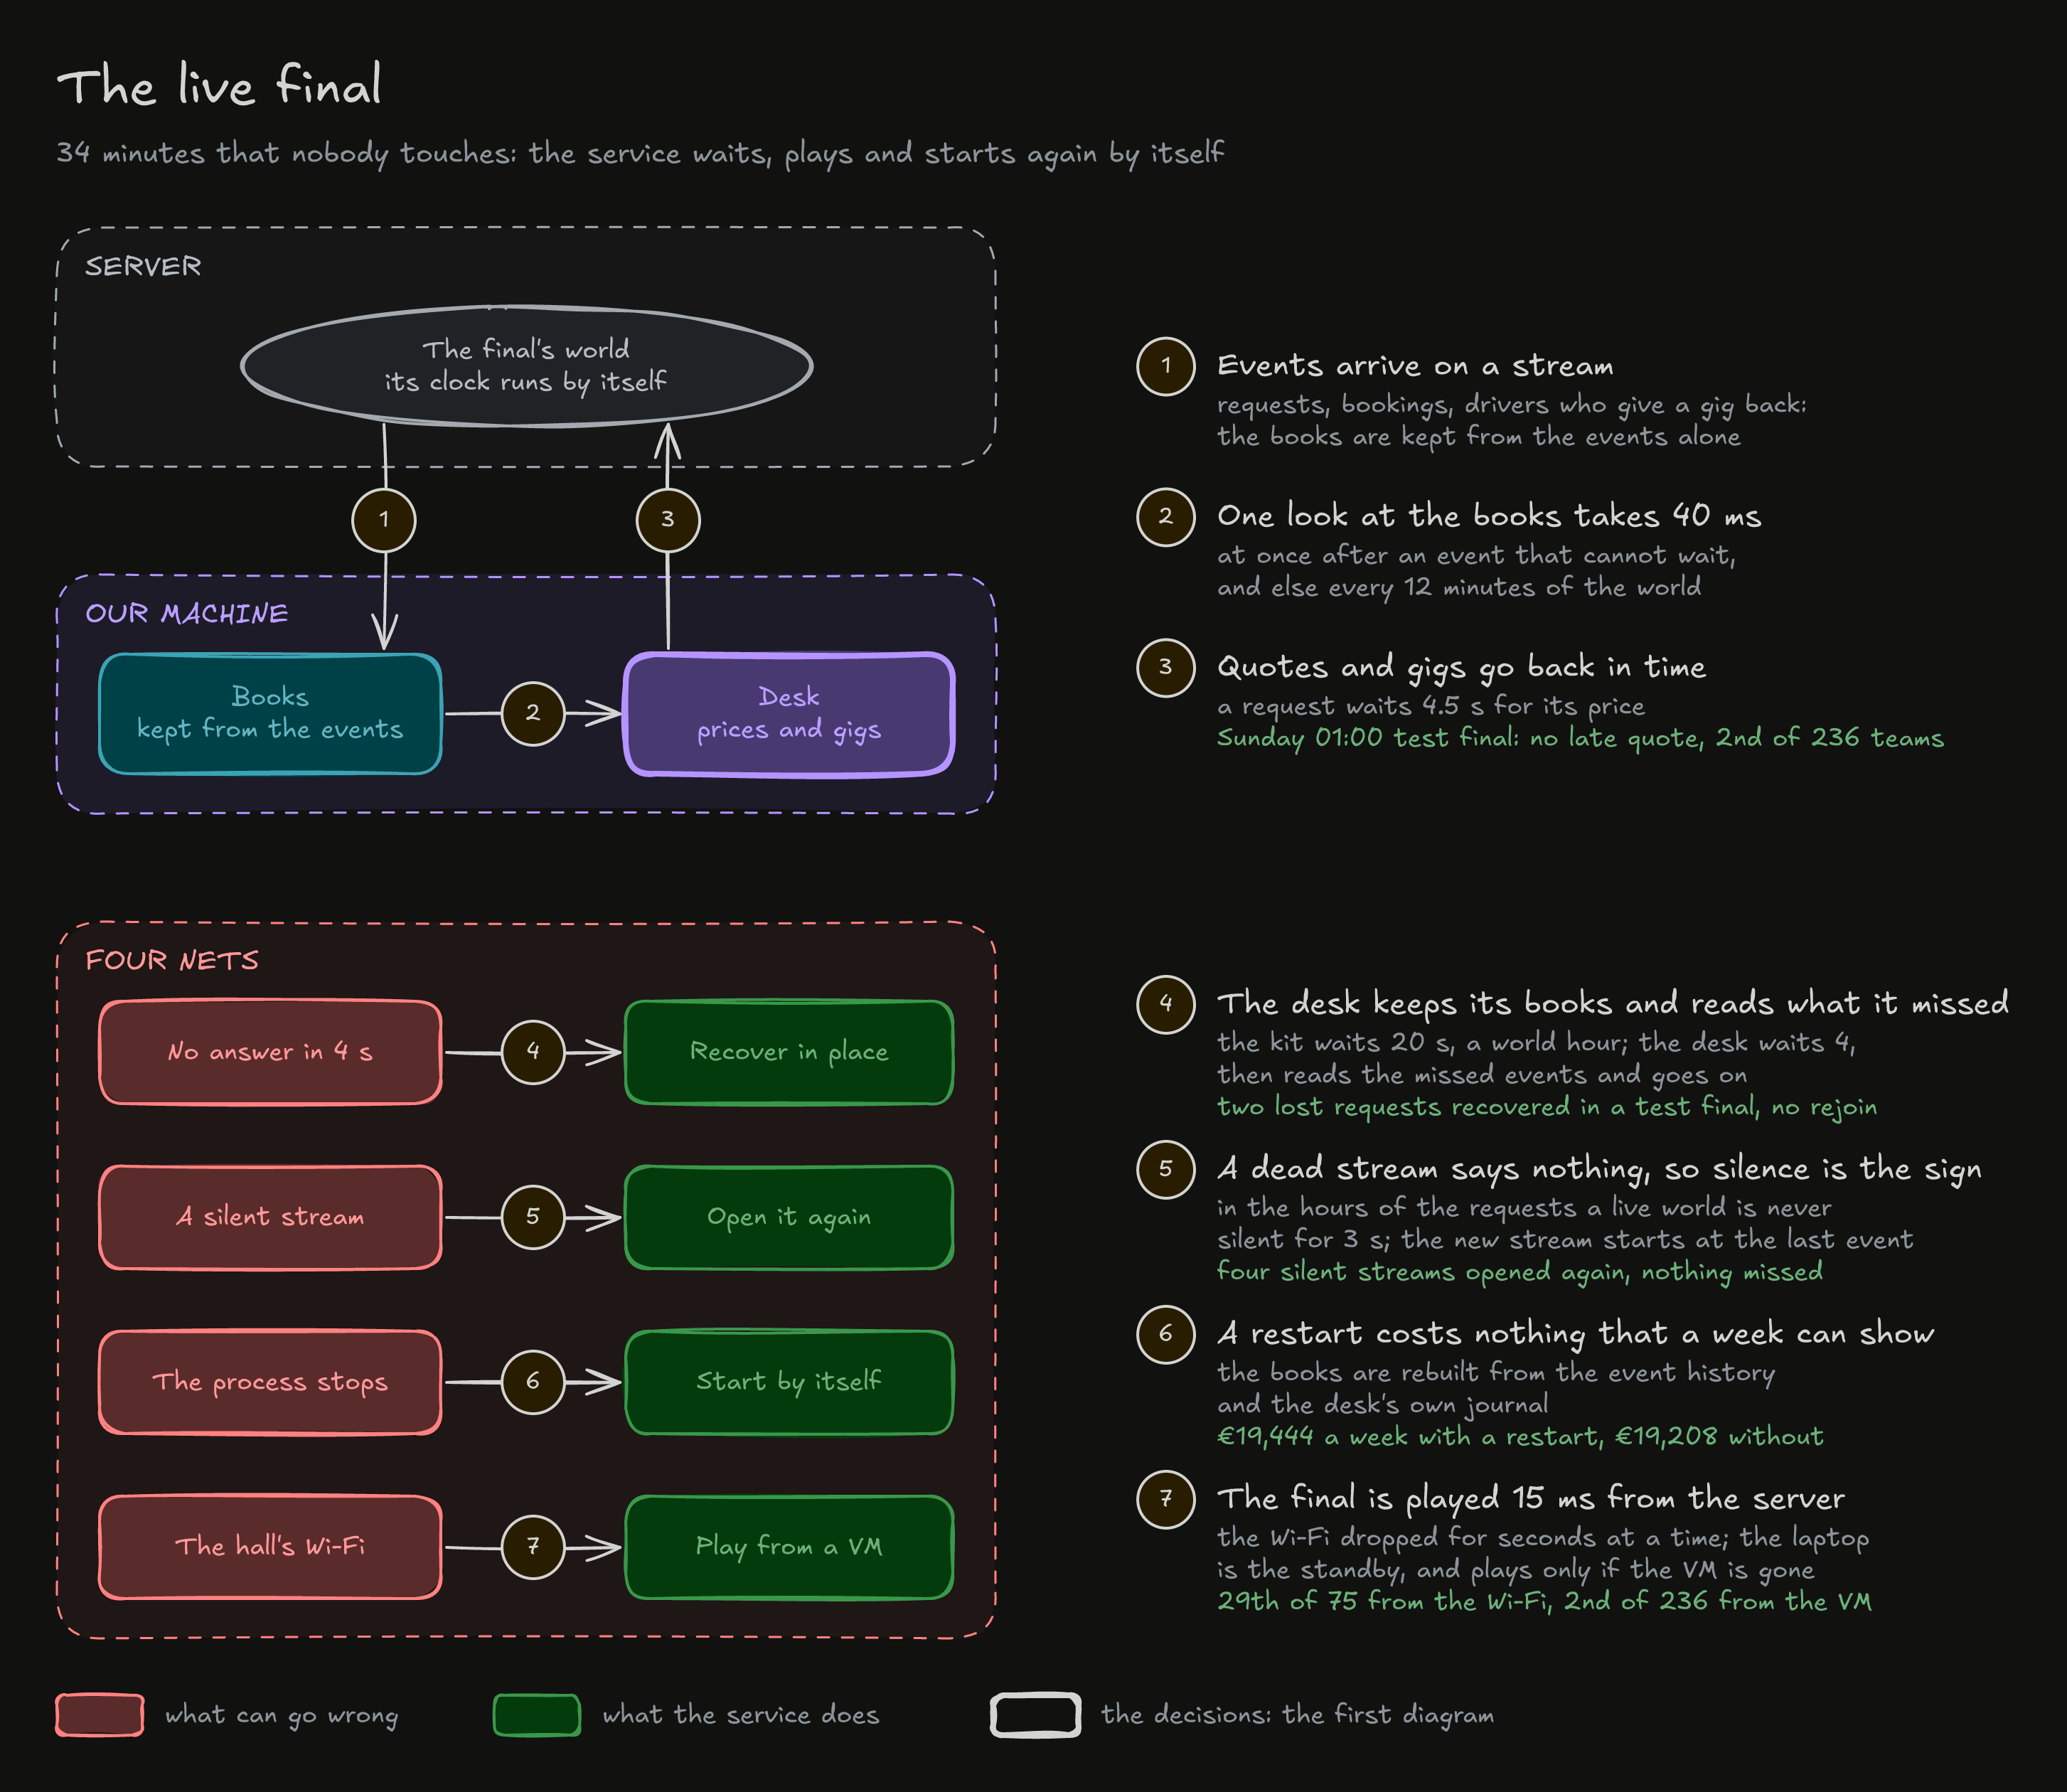 The live final
34 minutes that nobody touches: the service waits, plays and starts again by itself
SERVER
The final's world
its clock runs by itself
1
3
OUR MACHINE
Books
kept from the events
2
Desk
prices and gigs
1
Events arrive on a stream
requests, bookings, drivers who give a gig back:
the books are kept from the events alone
2
One look at the books takes 40 ms
at once after an event that cannot wait,
and else every 12 minutes of the world
3
Quotes and gigs go back in time
a request waits 4.5 s for its price
Sunday 01:00 test final: no late quote, 2nd of 236 teams
FOUR NETS
No answer in 4 s
4
Recover in place
A silent stream
5
Open it again
The process stops
6
Start by itself
The hall's Wi-Fi
7
Play from a VM
4
The desk keeps its books and reads what it missed
the kit waits 20 s, a world hour; the desk waits 4,
then reads the missed events and goes on
two lost requests recovered in a test final, no rejoin
5
A dead stream says nothing, so silence is the sign
in the hours of the requests a live world is never
silent for 3 s; the new stream starts at the last event
four silent streams opened again, nothing missed
6
A restart costs nothing that a week can show
the books are rebuilt from the event history
and the desk's own journal
€19,444 a week with a restart, €19,208 without
7
The final is played 15 ms from the server
the Wi-Fi dropped for seconds at a time; the laptop
is the standby, and plays only if the VM is gone
29th of 75 from the Wi-Fi, 2nd of 236 from the VM
what can go wrong
what the service does
the decisions: the first diagram